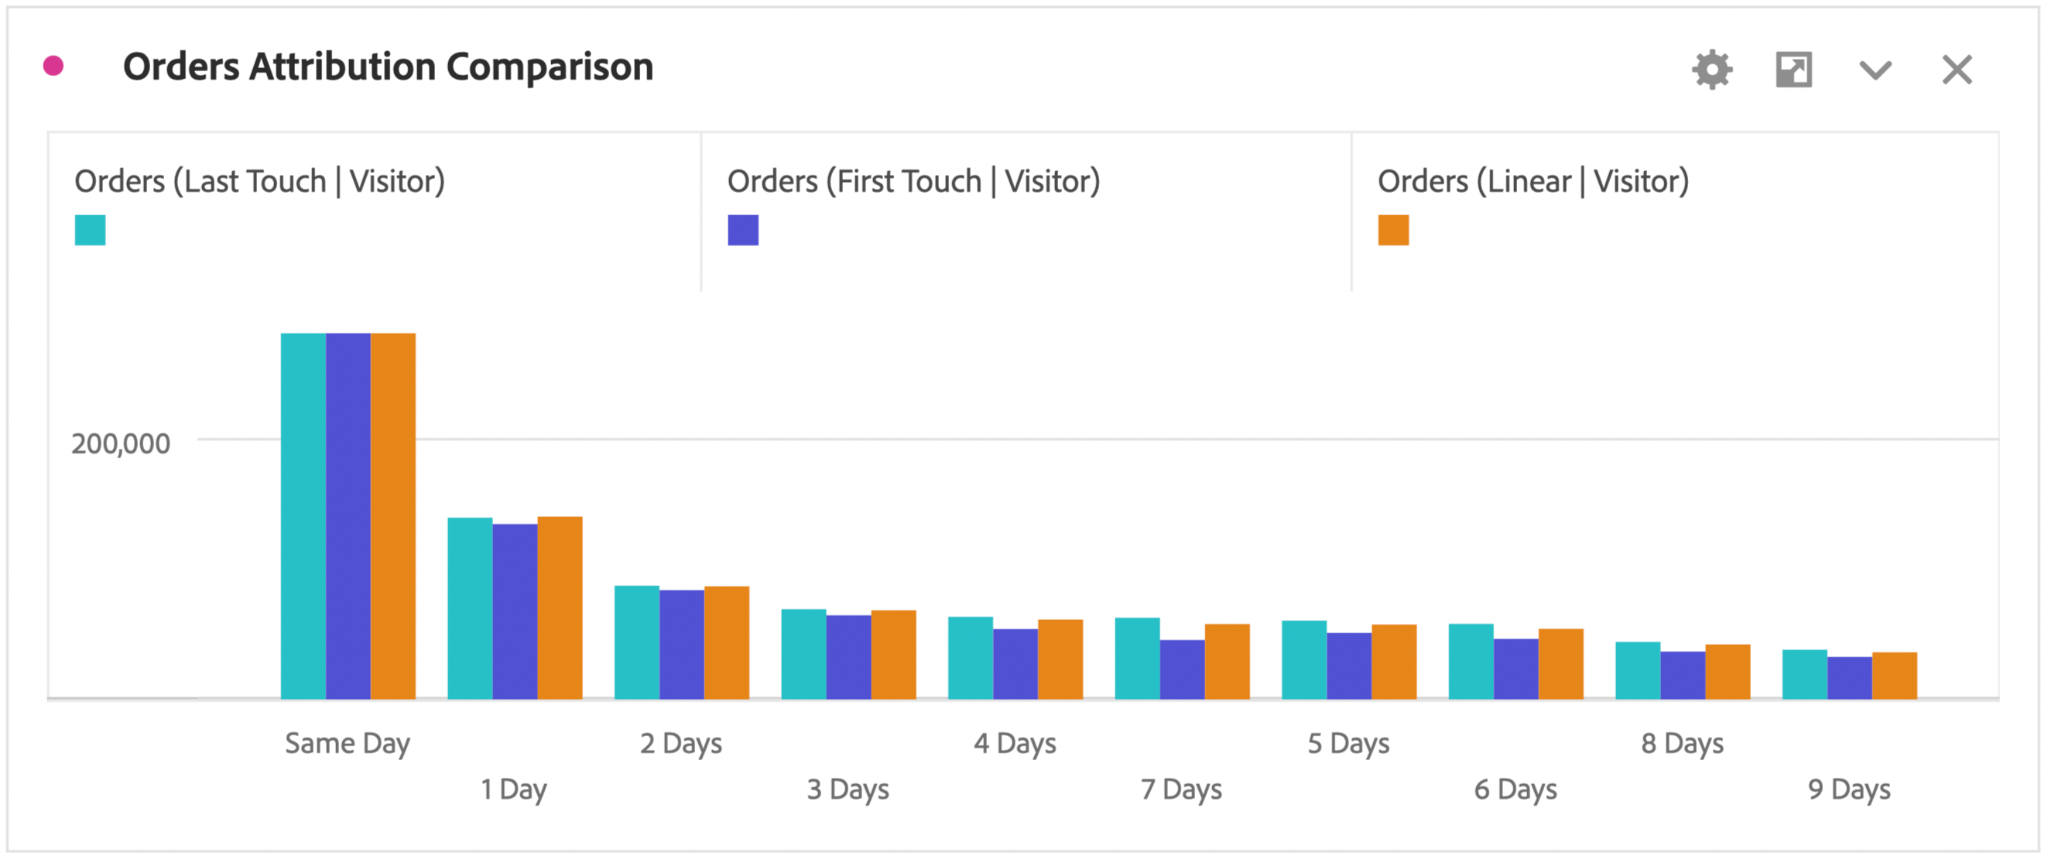 Orders Attribution Comparison
Orders (Last Touch | Visitor)
Orders (First Touch | Visitor)
Orders (Linear | Visitor)
200,000
Same Day
1 Day
2 Days
3 Days
4 Days
7 Days
5 Days
6 Days
8 Days
9 Days